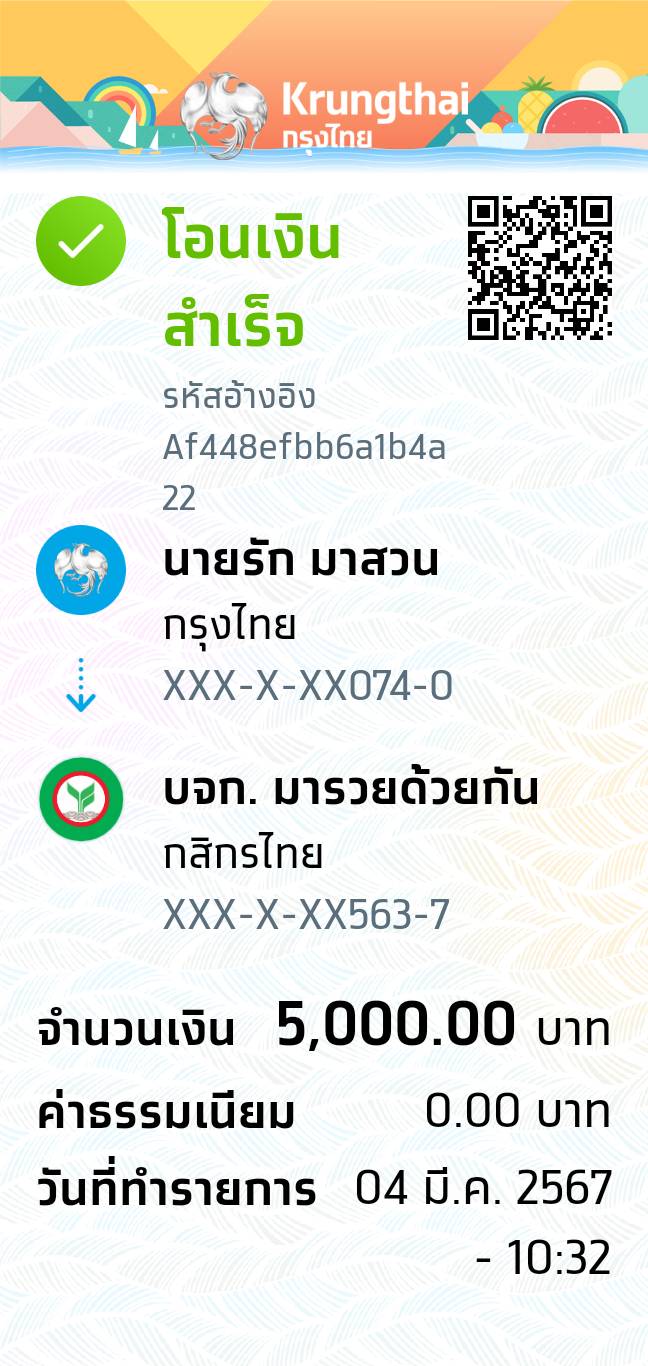 Krungthai
กรุงไทย
โอนเงิน
สำเร็จ
รหัสอ้างอิง
Af448efbb6a1b4a
22
นายรัก มาสวน
กรุงไทย
XXX-X-XX074-0
บจก. มารวยด้วยกัน
กสิกรไทย
XXX-X-XX563-7
จำนวนเงิน 5,000.00 บาท
ค่าธรรมเนียม 0.00 บาท
วันที่ทำรายการ 04 มี.ค. 2567
- 10:32